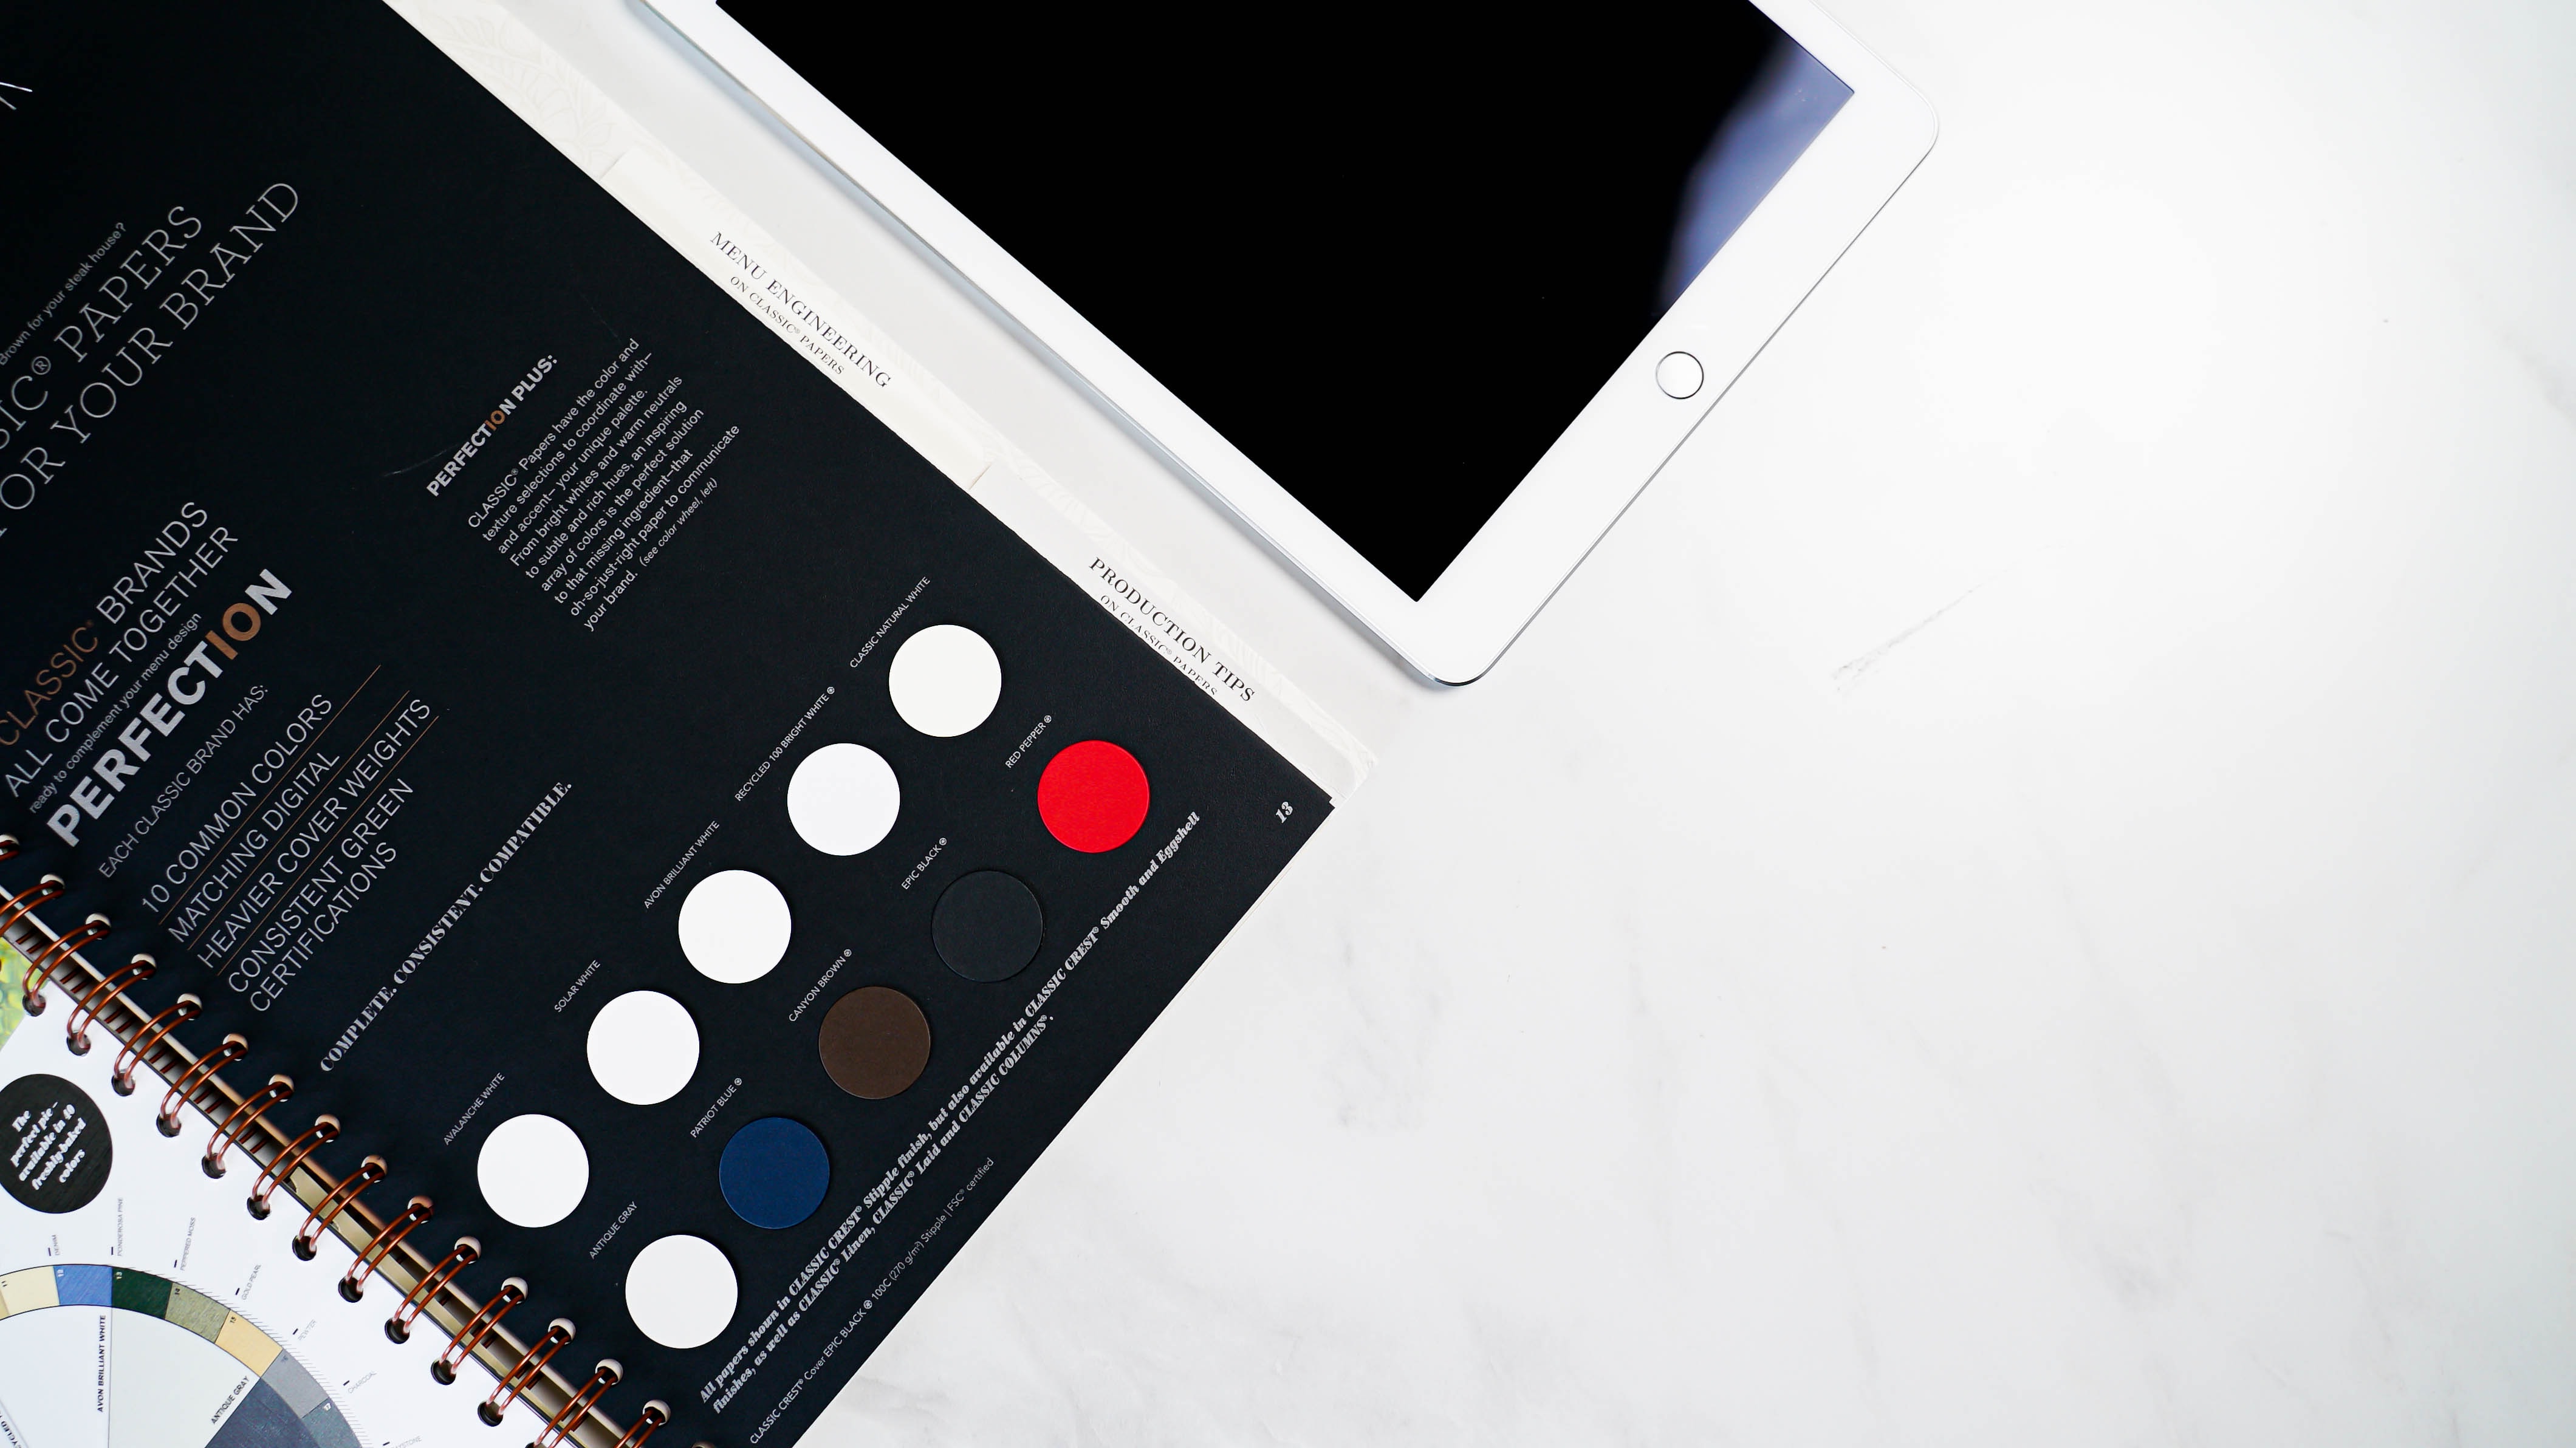 Brown for your steak house?
PAPERS
YOUR BRAND
CLASSIC® BRANDS
ALL COME TOGETHER
ready to complement your menu design
PERFECTION
EACH CLASSIC BRAND HAS:
10 COMMON COLORS
MATCHING DIGITAL
HEAVIER COVER WEIGHTS
CONSISTENT GREEN
CERTIFICATIONS
PERFECTION PLUS:
CLASSIC® Papers have the color and
texture selections to coordinate with–
and accent– your unique palette.
From bright whites and warm neutrals
to subtle and rich hues, an inspiring
array of colors is the perfect solution
to that missing ingredient–that
oh-so-just-right paper to communicate
your brand. (see color wheel, left)
COMPLETE. CONSISTENT. COMPATIBLE.
AVALANCHE WHITE
SOLAR WHITE
AVON BRILLIANT WHITE
RECYCLED 100 BRIGHT WHITE
CLASSIC NATURAL WHITE
ANTIQUE GRAY
PATRIOT BLUE
CANYON BROWN
EPIC BLACK
RED PEPPER
All papers shown in CLASSIC CREST® Stipple finish, but also available in CLASSIC CREST® Smooth and Eggshell
finishes, as well as CLASSIC® Linen, CLASSIC® Laid and CLASSIC COLUMNS®.
CLASSIC CREST® Cover EPIC BLACK 100C (270 g/m²) Stipple | FSC® certified
13
MENU ENGINEERING
ON CLASSIC® PAPERS
PRODUCTION TIPS
ON CLASSIC® PAPERS
The
perfect pie –
available in 40
freshly-baked
colors
DENIM
PONDEROSA PINE
PEPPERED MOSS
GOLD PEARL
PEWTER
CHARCOAL
11
12
13
14
15
16
17
AVON BRILLIANT WHITE
ANTIQUE GRAY